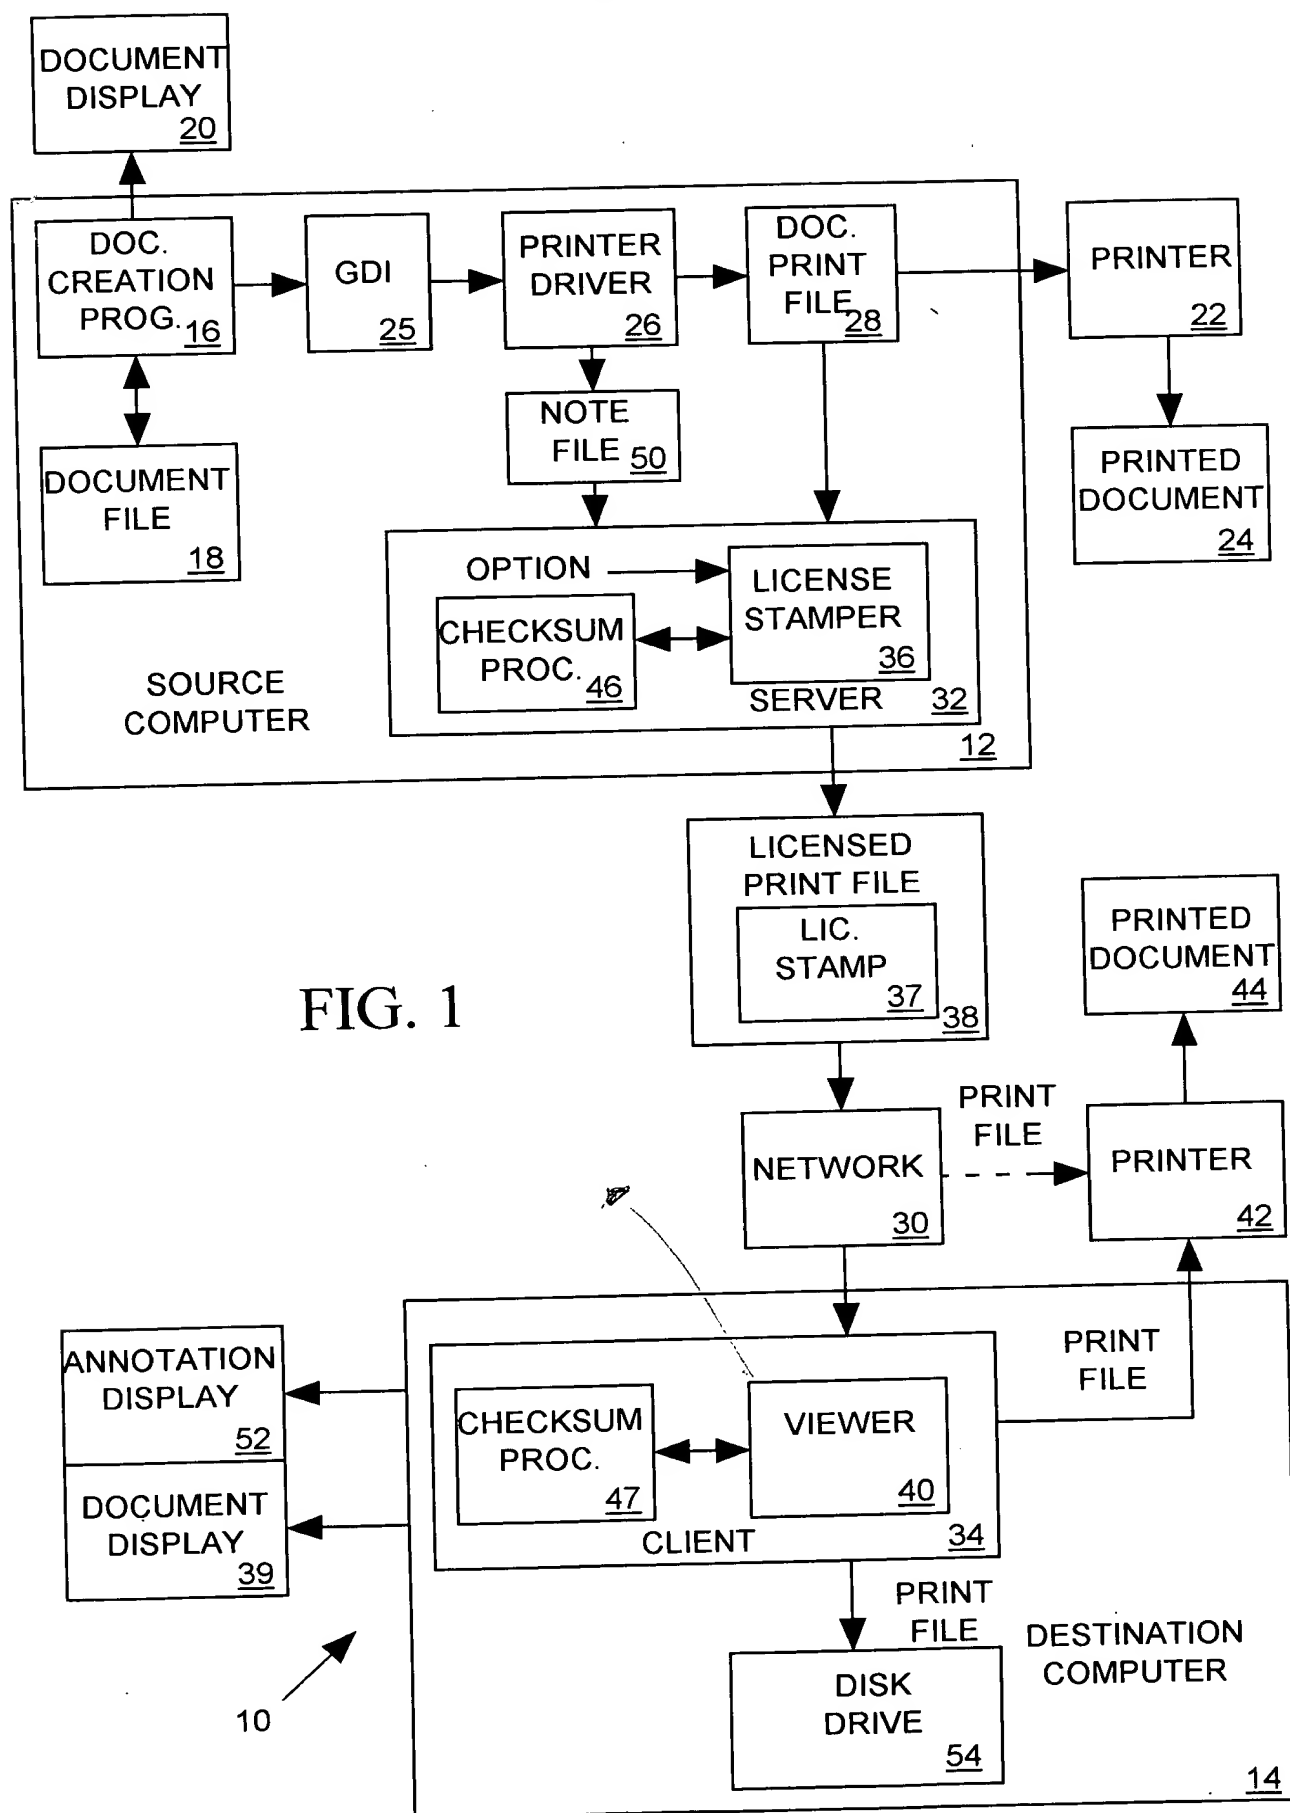 DOCUMENT
DISPLAY
20
DOC.
CREATION
PROG.
16
GDI
25
PRINTER
DRIVER
26
DOC.
PRINT
FILE
28
PRINTER
22
NOTE
FILE
50
DOCUMENT
FILE
18
PRINTED
DOCUMENT
24
OPTION
LICENSE
STAMPER
36
CHECKSUM
PROC.
46
SERVER
32
SOURCE
COMPUTER
12
LICENSED
PRINT FILE
LIC.
STAMP
37
38
PRINTED
DOCUMENT
44
FIG. 1
NETWORK
30
PRINT
FILE
PRINTER
42
ANNOTATION
DISPLAY
52
DOCUMENT
DISPLAY
39
CHECKSUM
PROC.
47
VIEWER
40
CLIENT
34
PRINT
FILE
PRINT
FILE
DISK
DRIVE
54
DESTINATION
COMPUTER
14
10